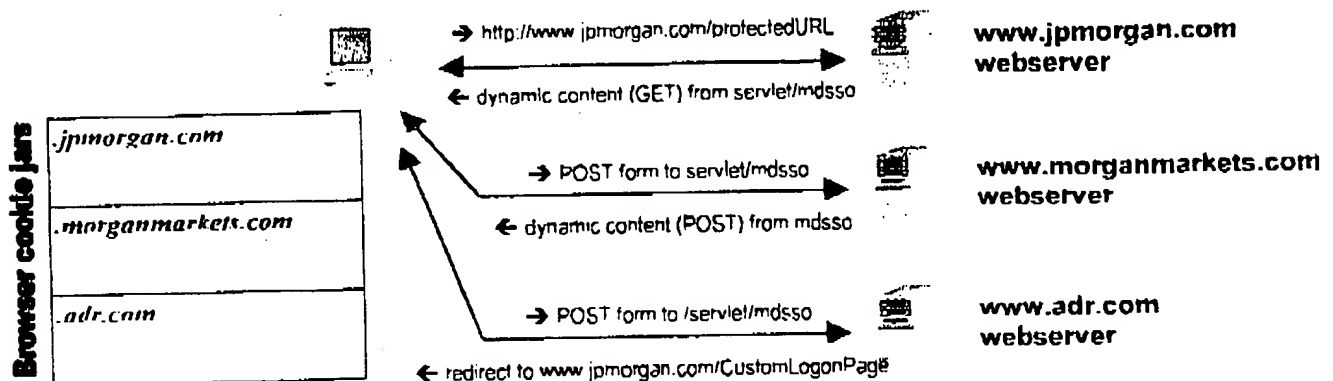 → http://www.jpmorgan.com/protectedURL
www.jpmorgan.com
webserver
← dynamic content (GET) from servlet/mdsso
Browser cookie jars
.jpmorgan.com
→ POST form to servlet/mdsso
www.morganmarkets.com
webserver
← dynamic content (POST) from mdsso
.morganmarkets.com
→ POST form to /servlet/mdsso
www.adr.com
webserver
.adr.com
← redirect to www.jpmorgan.com/CustomLogonPage